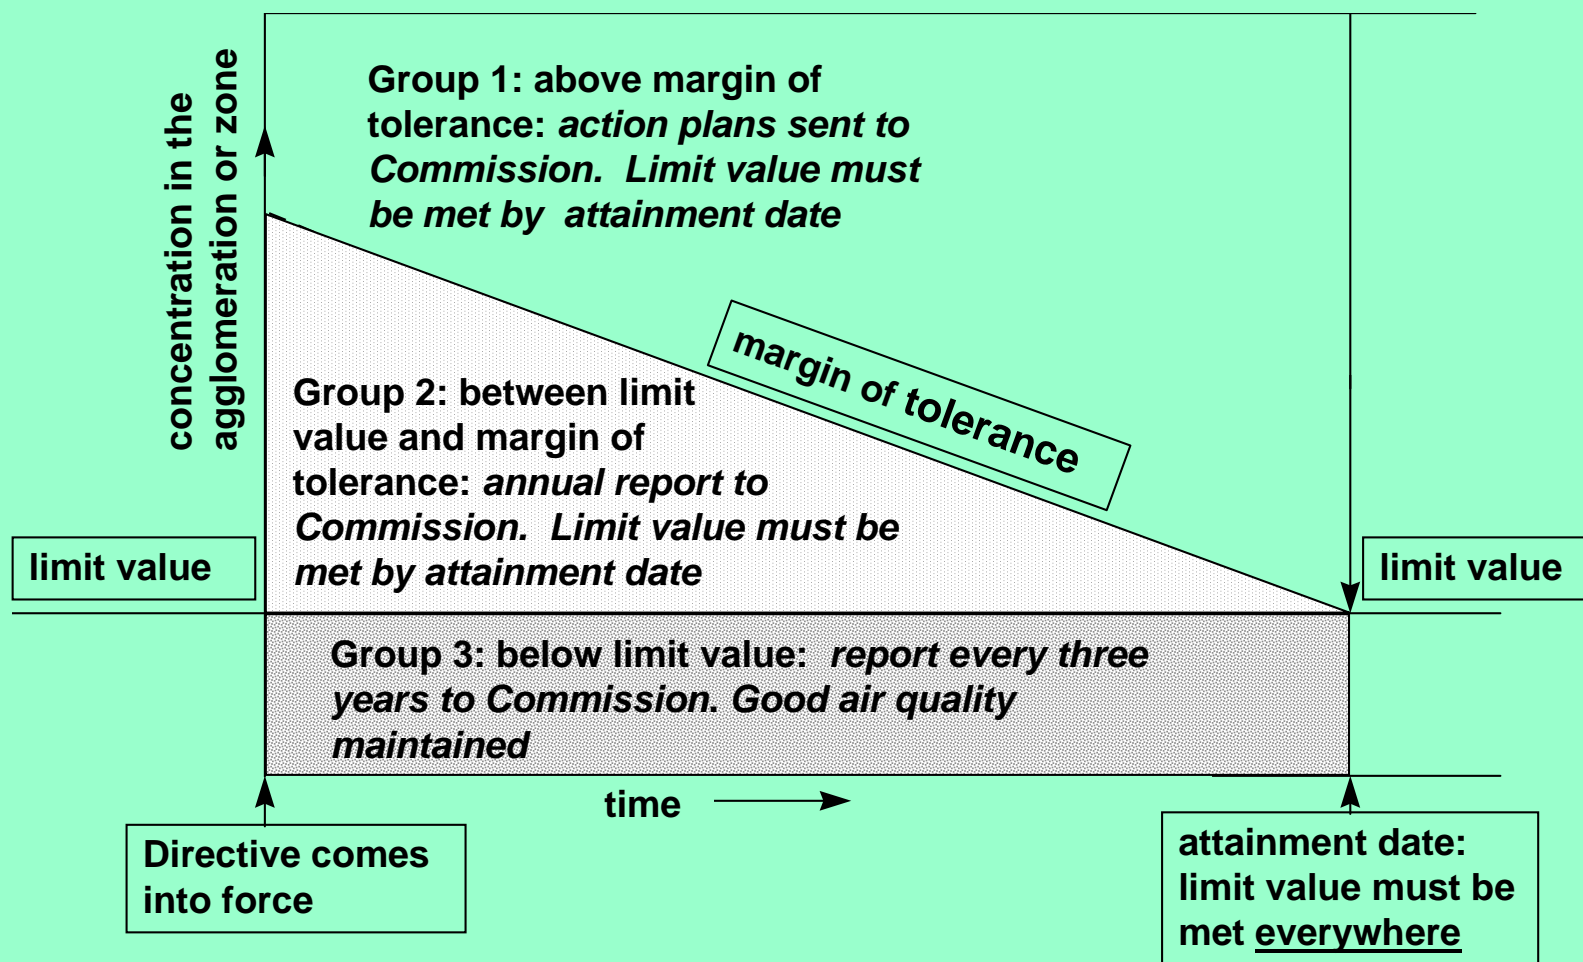 concentration in the
agglomeration or zone
Group 1: above margin of
tolerance: action plans sent to
Commission.  Limit value must
be met by  attainment date
margin of tolerance
Group 2: between limit
value and margin of
tolerance: annual report to
Commission.  Limit value must be
met by attainment date
limit value
limit value
Group 3: below limit value:  report every three
years to Commission. Good air quality
maintained
time
Directive comes
into force
attainment date:
limit value must be
met everywhere